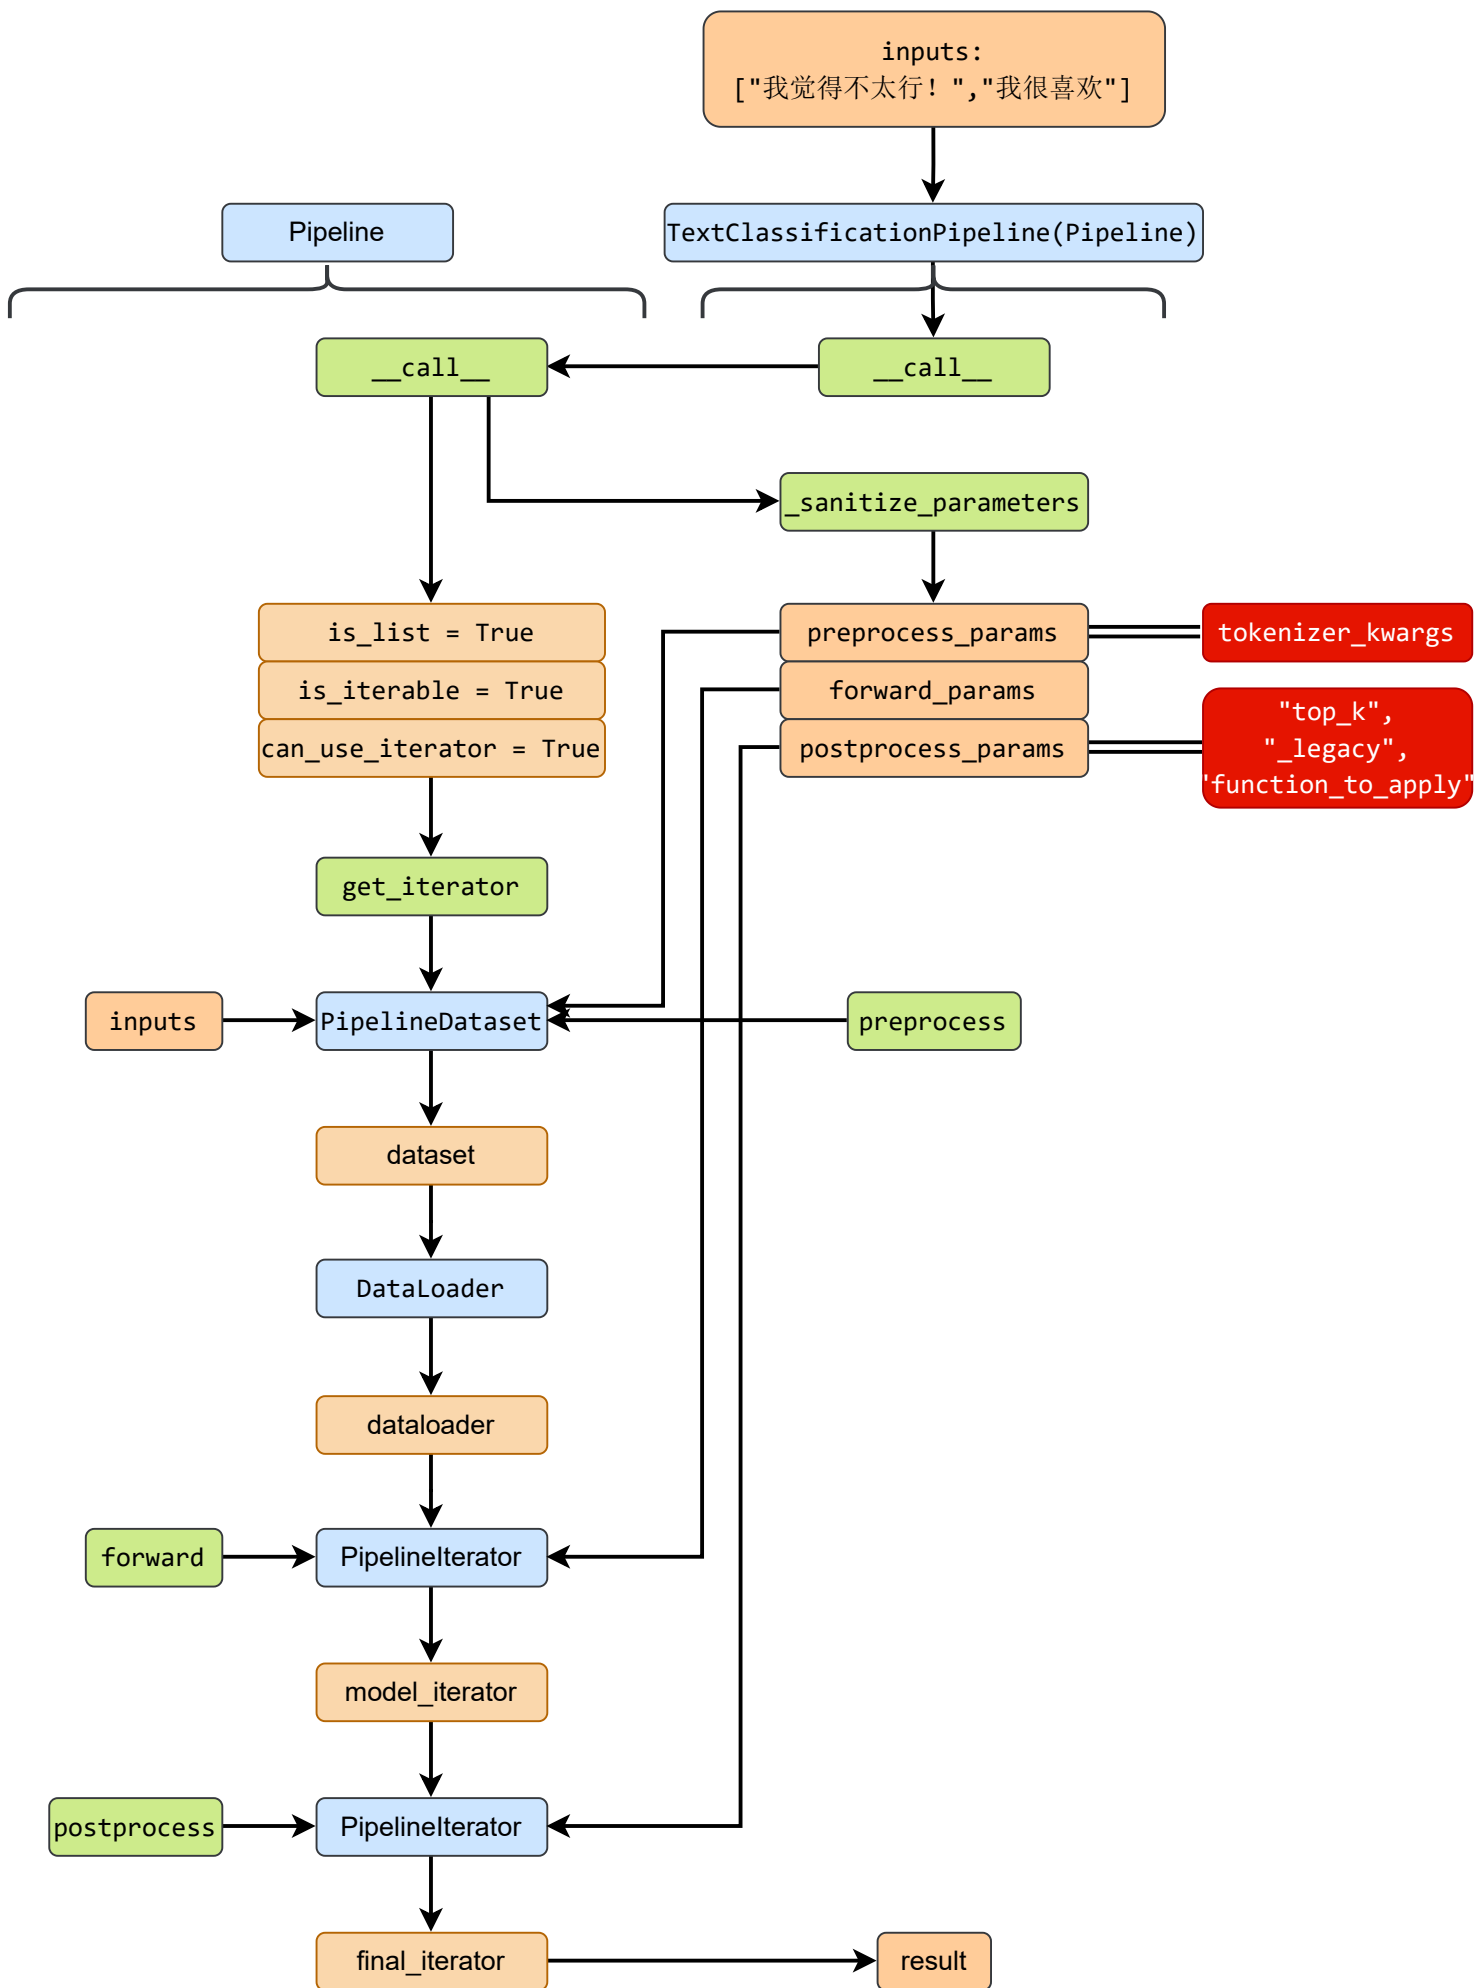 inputs:
["我觉得不太行！","我很喜欢"]
Pipeline
TextClassificationPipeline(Pipeline)
__call__
__call__
_sanitize_parameters
is_list = True
preprocess_params
tokenizer_kwargs
is_iterable = True
forward_params
can_use_iterator = True
postprocess_params
"top_k",
"_legacy",
"function_to_apply"
get_iterator
inputs
PipelineDataset
preprocess
dataset
DataLoader
dataloader
forward
PipelineIterator
model_iterator
postprocess
PipelineIterator
final_iterator
result